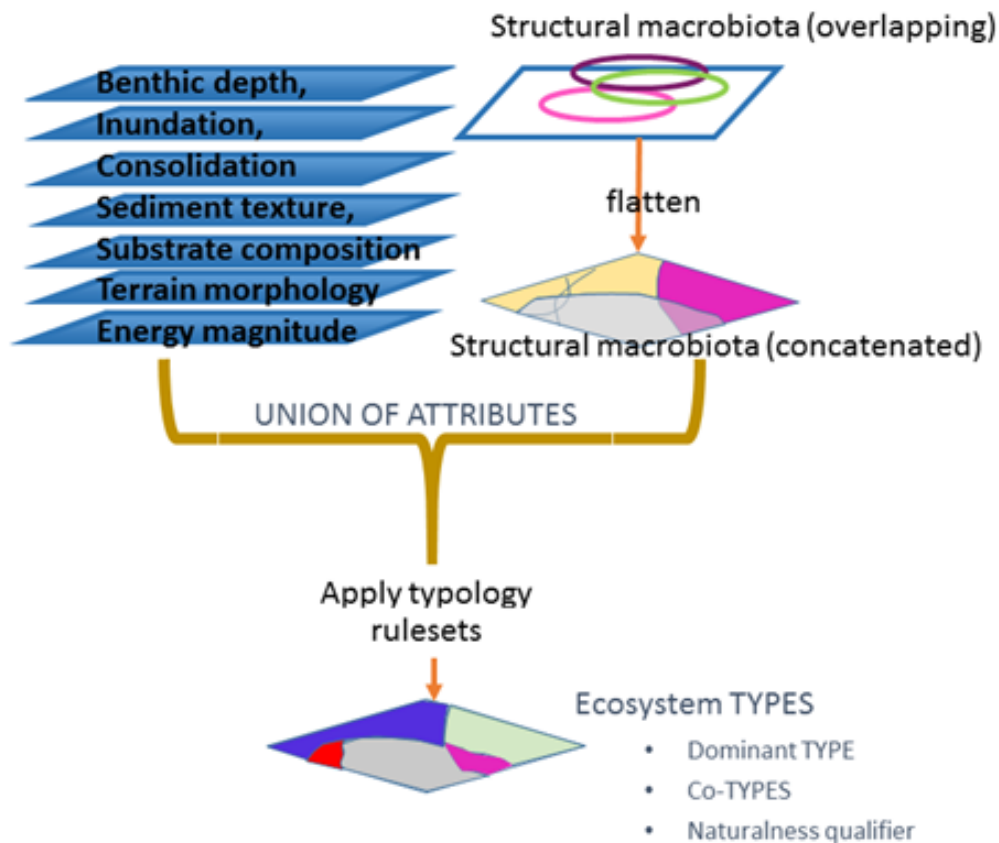 Structural macrobiota (overlapping)
Benthic depth,
Inundation,
Consolidation
Sediment texture,
Substrate composition
Terrain morphology
Energy magnitude
flatten
Structural macrobiota (concatenated)
UNION OF ATTRIBUTES
Apply typology
rulesets
Ecosystem TYPES
• Dominant TYPE
• Co-TYPES
• Naturalness qualifier